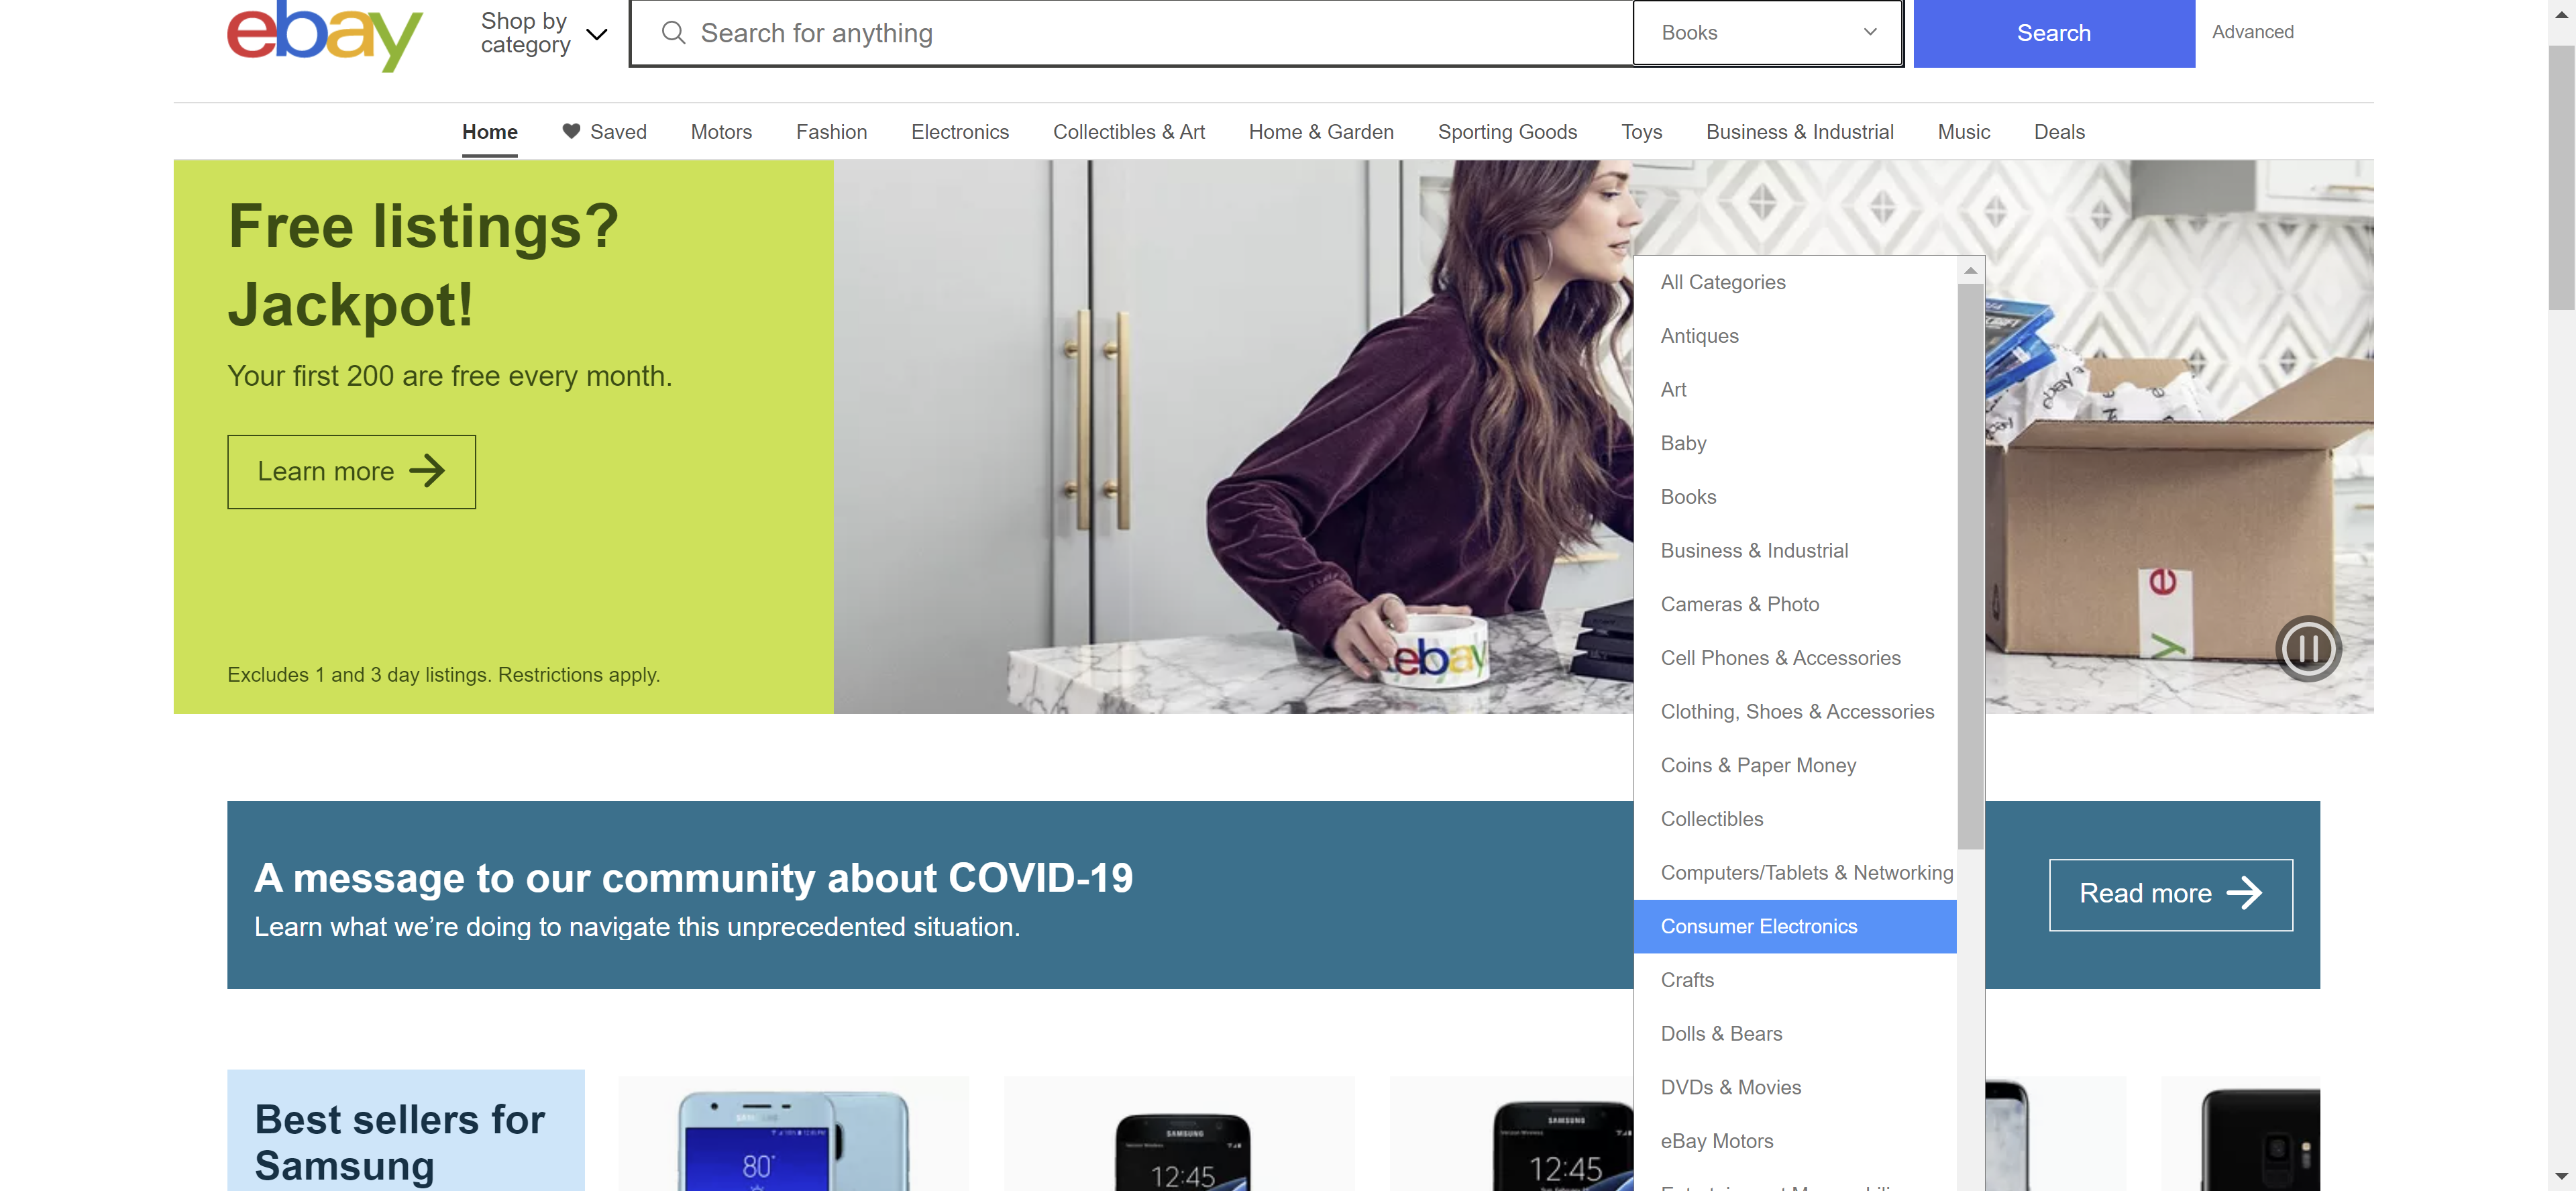 ebay
Shop by
category
Search for anything
Books
Search
Advanced
Home
Saved
Motors
Fashion
Electronics
Collectibles & Art
Home & Garden
Sporting Goods
Toys
Business & Industrial
Music
Deals
Free listings?
Jackpot!
Your first 200 are free every month.
Learn more
Excludes 1 and 3 day listings. Restrictions apply.
ebay
ebay
e
y
All Categories
Antiques
Art
Baby
Books
Business & Industrial
Cameras & Photo
Cell Phones & Accessories
Clothing, Shoes & Accessories
Coins & Paper Money
Collectibles
Computers/Tablets & Networking
Consumer Electronics
Crafts
Dolls & Bears
DVDs & Movies
eBay Motors
A message to our community about COVID-19
Learn what we’re doing to navigate this unprecedented situation.
Read more
Best sellers for
Samsung
SAMSUNG
80°
SAMSUNG
12:45
SAMSUNG
12:45